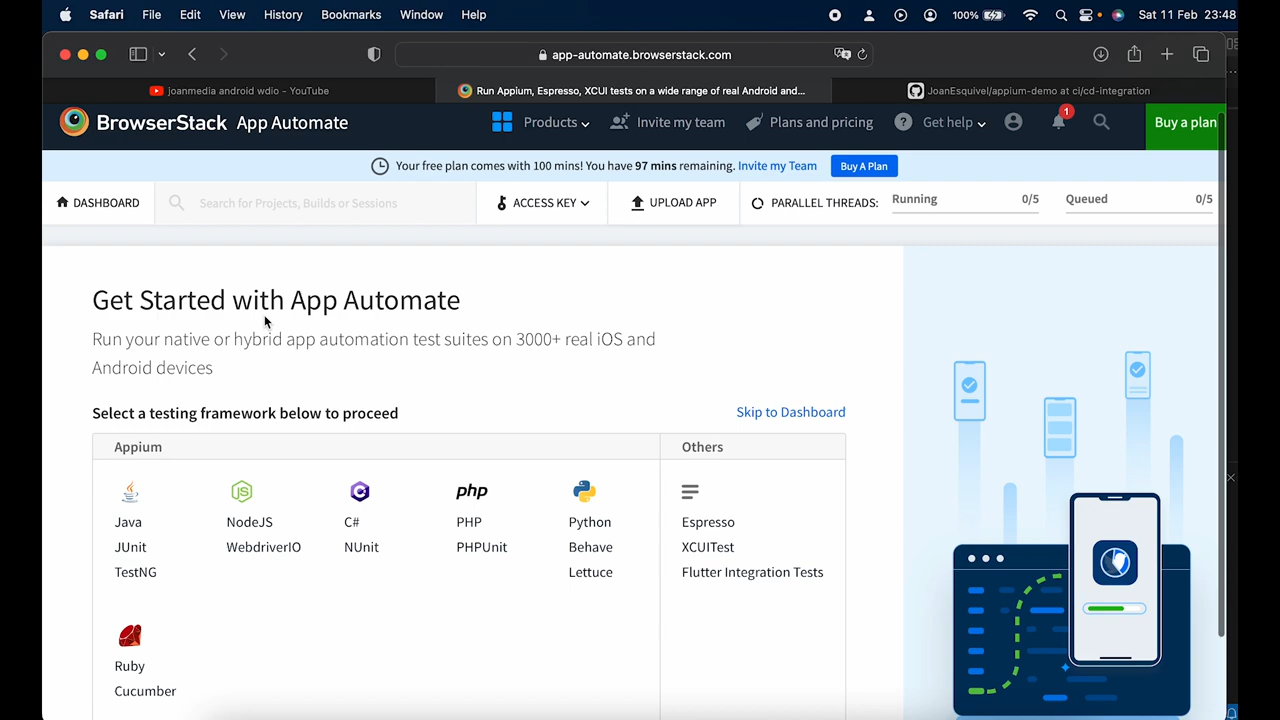 Safari File Edit View History Bookmarks Window Help 100% Sat 11 Feb 23:48
app-automate.browserstack.com
joanmedia android wdio - YouTube
Run Appium, Espresso, XCUI tests on a wide range of real Android and...
JoanEsquivel/appium-demo at ci/cd-integration
BrowserStack App Automate
Products
Invite my team
Plans and pricing
Get help
1
Buy a plan
Your free plan comes with 100 mins! You have 97 mins remaining. Invite my Team Buy A Plan
DASHBOARD
Search for Projects, Builds or Sessions
ACCESS KEY
UPLOAD APP
PARALLEL THREADS:
Running 0/5
Queued 0/5
Get Started with App Automate
Run your native or hybrid app automation test suites on 3000+ real iOS and
Android devices
Select a testing framework below to proceed
Skip to Dashboard
Appium
Others
Java
JUnit
TestNG
NodeJS
WebdriverIO
C#
NUnit
php
PHP
PHPUnit
Python
Behave
Lettuce
Espresso
XCUITest
Flutter Integration Tests
Ruby
Cucumber